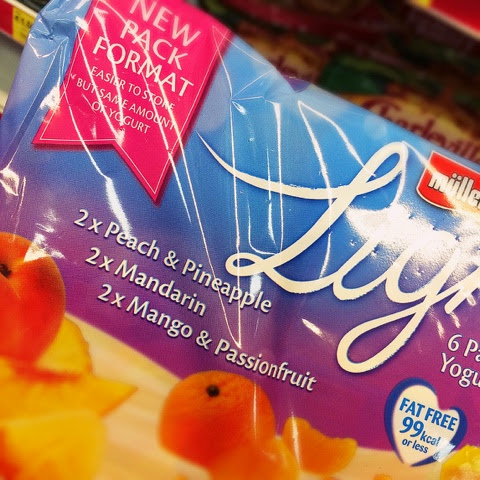 NEW
PACK
FORMAT
EASIER TO STORE
BUT SAME AMOUNT
OF YOGURT
müller
2 x Peach & Pineapple
2 x Mandarin
2 x Mango & Passionfruit
6 Pa
Yogu
FAT FREE
99kcal
or less